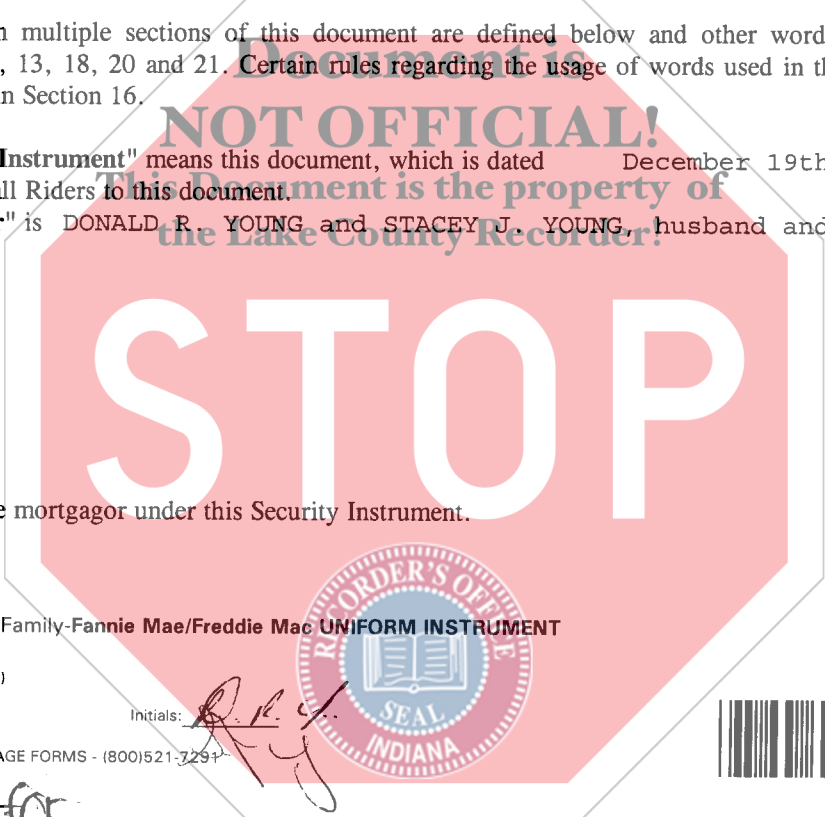 n multiple sections of this document are defined below and other word
, 13, 18, 20 and 21. Certain rules regarding the usage of words used in th
n Section 16.
Document is
NOT OFFICIAL!
This Document is the property of
the Lake County Recorder!
Instrument" means this document, which is dated December 19th
all Riders to this document.
" is DONALD R. YOUNG and STACEY J. YOUNG, husband and
STOP
e mortgagor under this Security Instrument.
Family-Fannie Mae/Freddie Mac UNIFORM INSTRUMENT
)
RECORDER'S OFFICE
SEAL
INDIANA
Initials: D. R. Y.
AGE FORMS - (800)521-7291
for